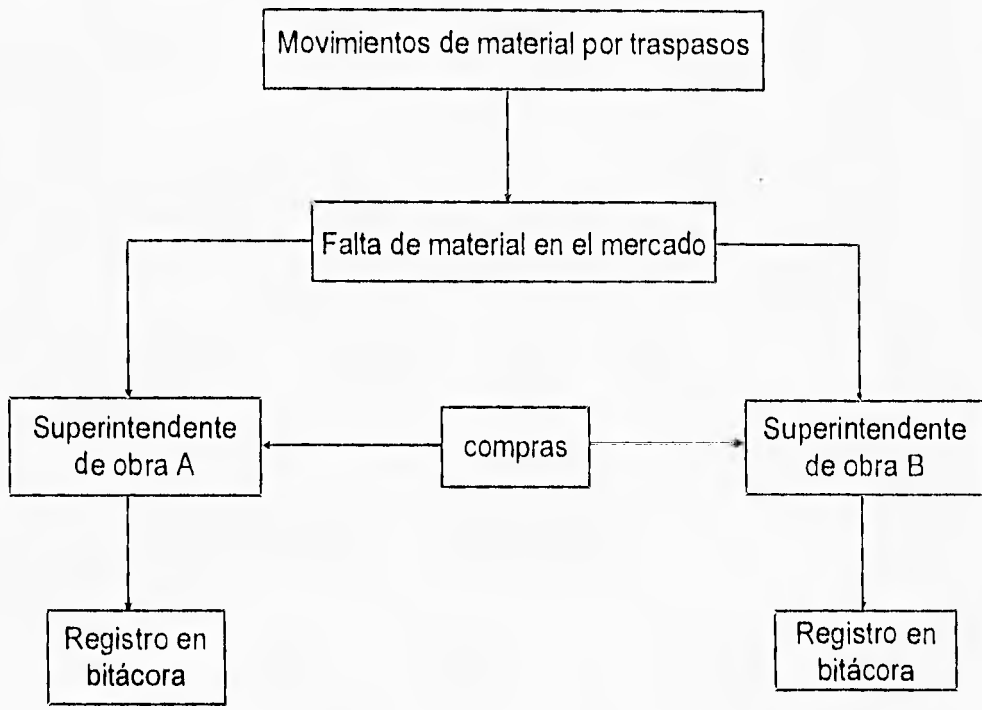 Movimientos de material por traspasos
Falta de material en el mercado
Superintendente
de obra A
compras
Superintendente
de obra B
Registro en
bitácora
Registro en
bitácora